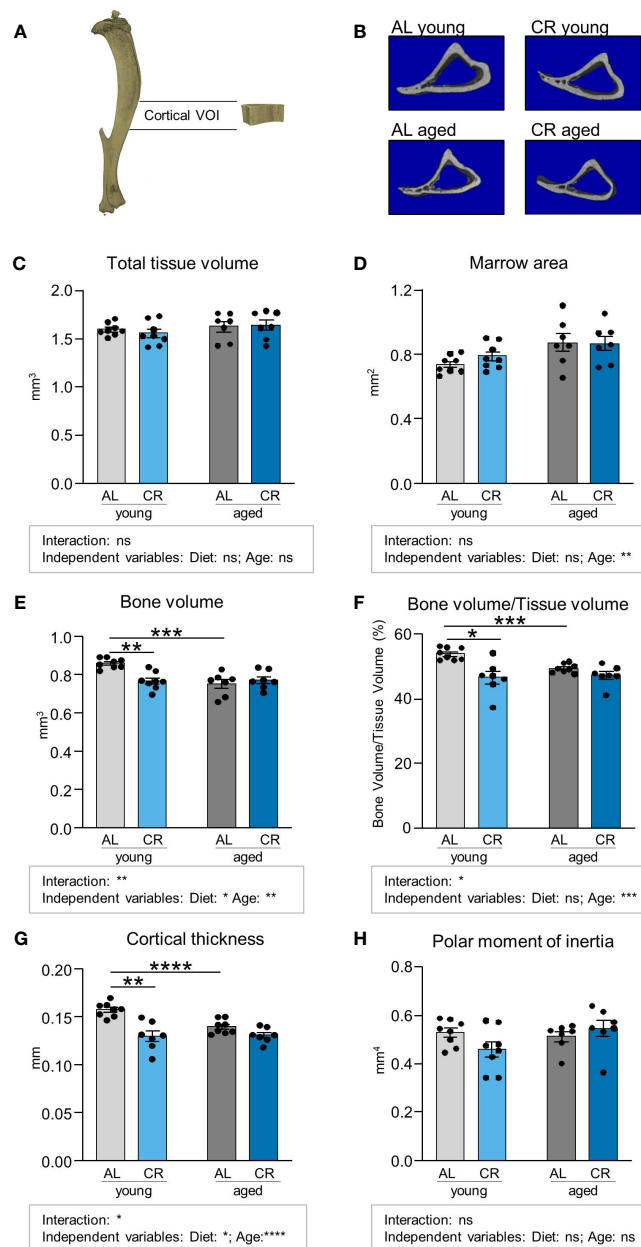 A
Cortical VOI
B
AL young
CR young
AL aged
CR aged
C
Total tissue volume
mm³
2.0
1.5
1.0
0.5
0.0
AL CR AL CR
young aged
Interaction: ns
Independent variables: Diet: ns; Age: ns
D
Marrow area
mm²
1.2
0.8
0.4
0.0
AL CR AL CR
young aged
Interaction: ns
Independent variables: Diet: ns; Age: **
E
Bone volume
mm³
1.0
0.8
0.6
0.4
0.2
0.0
***
**
AL CR AL CR
young aged
Interaction: **
Independent variables: Diet: * Age: **
F
Bone volume/Tissue volume
Bone Volume/Tissue Volume (%)
60
40
20
0
***
*
AL CR AL CR
young aged
Interaction: *
Independent variables: Diet: ns; Age: ***
G
Cortical thickness
mm
0.20
0.15
0.10
0.05
0.00
****
**
AL CR AL CR
young aged
Interaction: *
Independent variables: Diet: *; Age:****
H
Polar moment of inertia
mm⁴
0.8
0.6
0.4
0.2
0.0
AL CR AL CR
young aged
Interaction: ns
Independent variables: Diet: ns; Age: ns